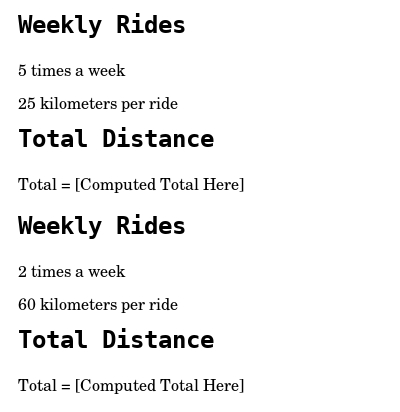 Weekly Rides
5 times a week
25 kilometers per ride
Total Distance
Total = [Computed Total Here]
Weekly Rides
2 times a week
60 kilometers per ride
Total Distance
Total = [Computed Total Here]